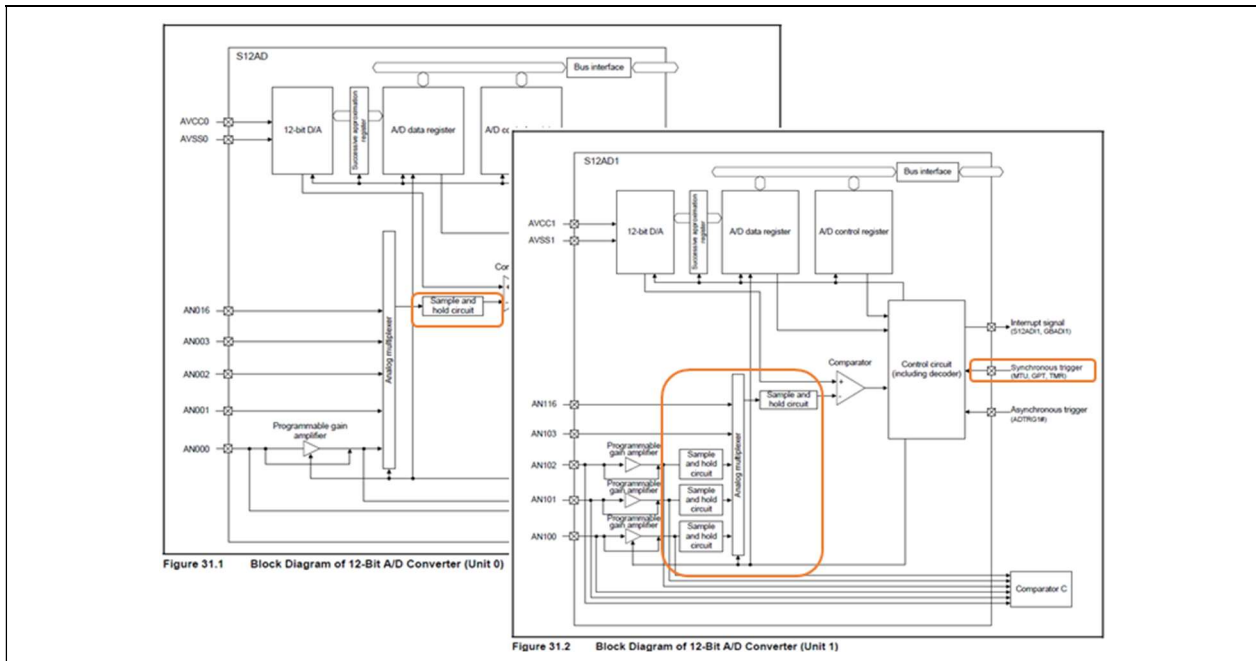 S12AD
Bus interface
AVCC0
AVSS0
12-bit D/A
Successive approximation
register
A/D data register
AN016
AN003
AN002
AN001
AN000
Analog multiplexer
Sample and
hold circuit
Programmable gain
amplifier
Figure 31.1 Block Diagram of 12-Bit A/D Converter (Unit 0)
S12AD1
Bus interface
AVCC1
AVSS1
12-bit D/A
Successive approximation
register
A/D data register
A/D control register
Interrupt signal
(S12ADI1, GBADI1)
Control circuit
(including decoder)
Synchronous trigger
(MTU, GPT, TMR)
Asynchronous trigger
(ADTRG1#)
Comparator
+
-
Sample and
hold circuit
Analog multiplexer
AN116
AN103
AN102
AN101
AN100
Programmable
gain amplifier
Sample
and hold
circuit
Programmable
gain amplifier
Sample
and hold
circuit
Programmable
gain amplifier
Sample
and hold
circuit
Comparator C
Figure 31.2 Block Diagram of 12-Bit A/D Converter (Unit 1)